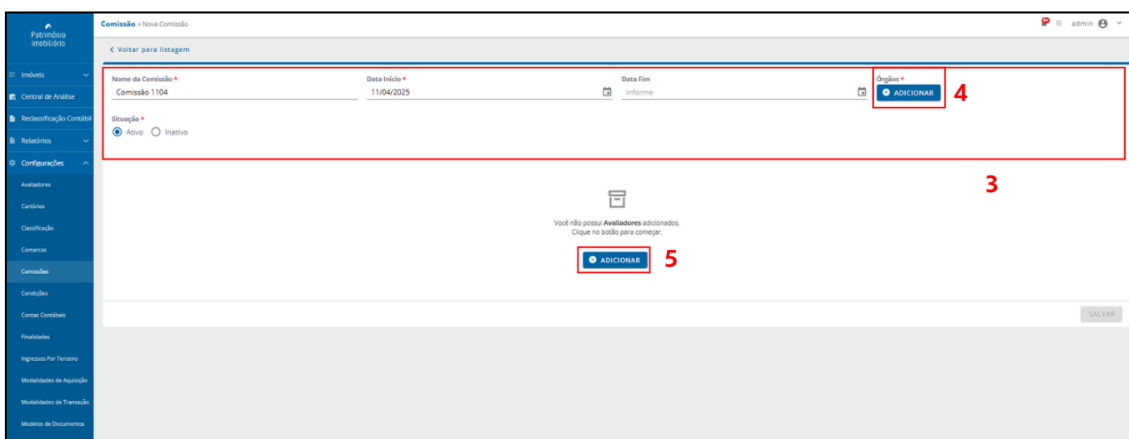 Patrimônio
Imobiliário
Comissão » Nova Comissão
admin
Voltar para listagem
Imóveis
Central de Análise
Reclassificação Contábil
Relatórios
Configurações
Avaliadores
Cartórios
Classificação
Comarcas
Comissões
Condições
Contas Contábeis
Finalidades
Ingressos Por Terceiro
Modalidades de Aquisição
Modalidades de Transação
Modelos de Documentos
Nome da Comissão *
Comissão 1104
Data Início *
11/04/2025
Data Fim
Informe
Órgãos *
ADICIONAR
4
Situação *
Ativo
Inativo
3
Você não possui Avaliadores adicionados.
Clique no botão para começar.
ADICIONAR
5
SALVAR